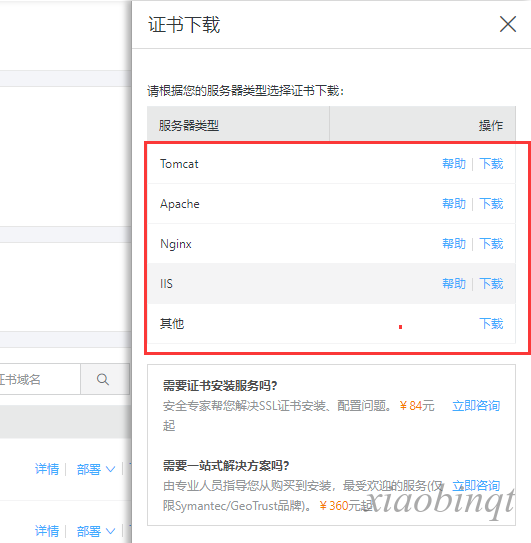 证书下载
请根据您的服务器类型选择证书下载：
服务器类型 操作
Tomcat 帮助 下载
Apache 帮助 下载
Nginx 帮助 下载
IIS 帮助 下载
其他 下载
证书域名
需要证书安装服务吗?
安全专家帮您解决SSL证书安装、配置问题。￥84元 立即咨询
起
需要一站式解决方案吗?
详情 部署
由专业人员指导您从购买到安装，最受欢迎的服务(仅 立即咨询
限Symantec/GeoTrust品牌)。￥360元起
xiaobinqt
详情 部署